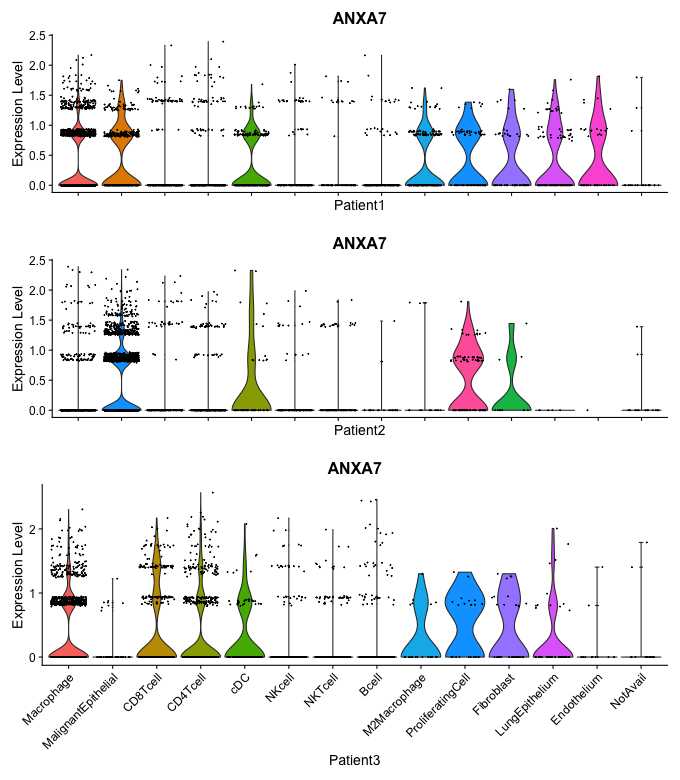 ANXA7
Expression Level
2.5
2.0
1.5
1.0
0.5
0.0
Patient1
ANXA7
Expression Level
2.5
2.0
1.5
1.0
0.5
0.0
Patient2
ANXA7
Expression Level
2
1
0
Macrophage
MalignantEpithelial
CD8Tcell
CD4Tcell
cDC
NKcell
NKTcell
Bcell
M2Macrophage
ProliferatingCell
Fibroblast
LungEpithelium
Endothelium
NotAvail
Patient3